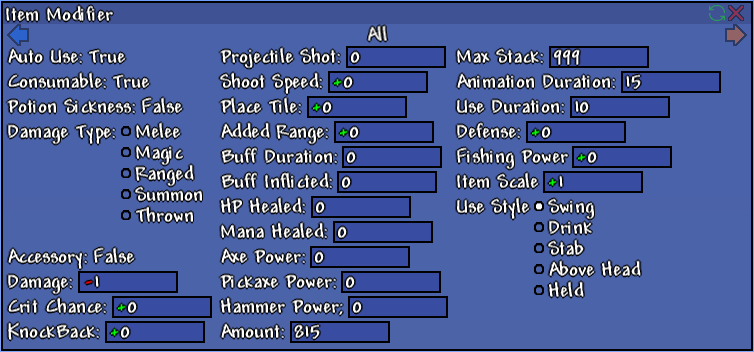 Item Modifier
All
Auto Use: True
Consumable: True
Potion Sickness: False
Damage Type: Melee
Magic
Ranged
Summon
Thrown
Accessory: False
Damage: -1
Crit Chance: +0
KnockBack: +0
Projectile Shot: 0
Shoot Speed: +0
Place Tile: +0
Added Range: +0
Buff Duration: 0
Buff Inflicted: 0
HP Healed: 0
Mana Healed: 0
Axe Power: 0
Pickaxe Power: 0
Hammer Power; 0
Amount: 815
Max Stack: 999
Animation Duration: 15
Use Duration: 10
Defense: +0
Fishing Power +0
Item Scale +1
Use Style Swing
Drink
Stab
Above Head
Held